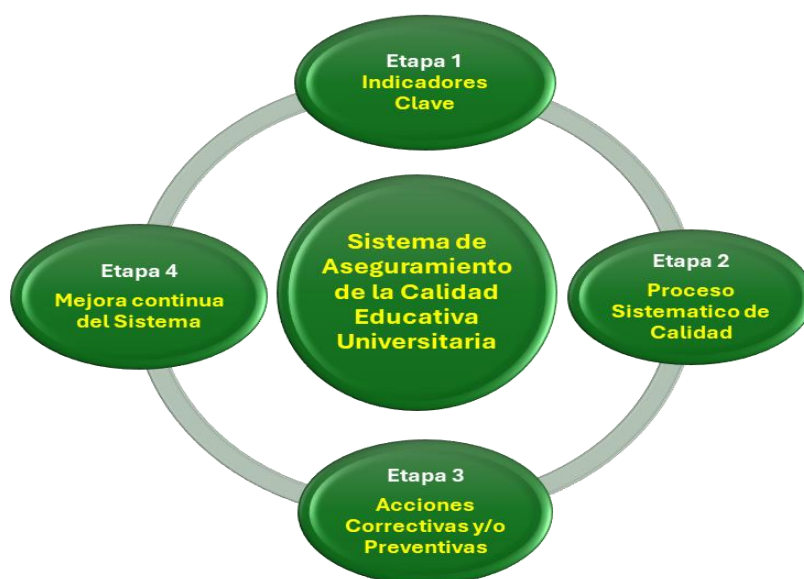 Etapa 1
Indicadores
Clave
Sistema de
Aseguramiento
de la Calidad
Educativa
Universitaria
Etapa 2
Proceso
Sistematico de
Calidad
Etapa 3
Acciones
Correctivas y/o
Preventivas
Etapa 4
Mejora continua
del Sistema